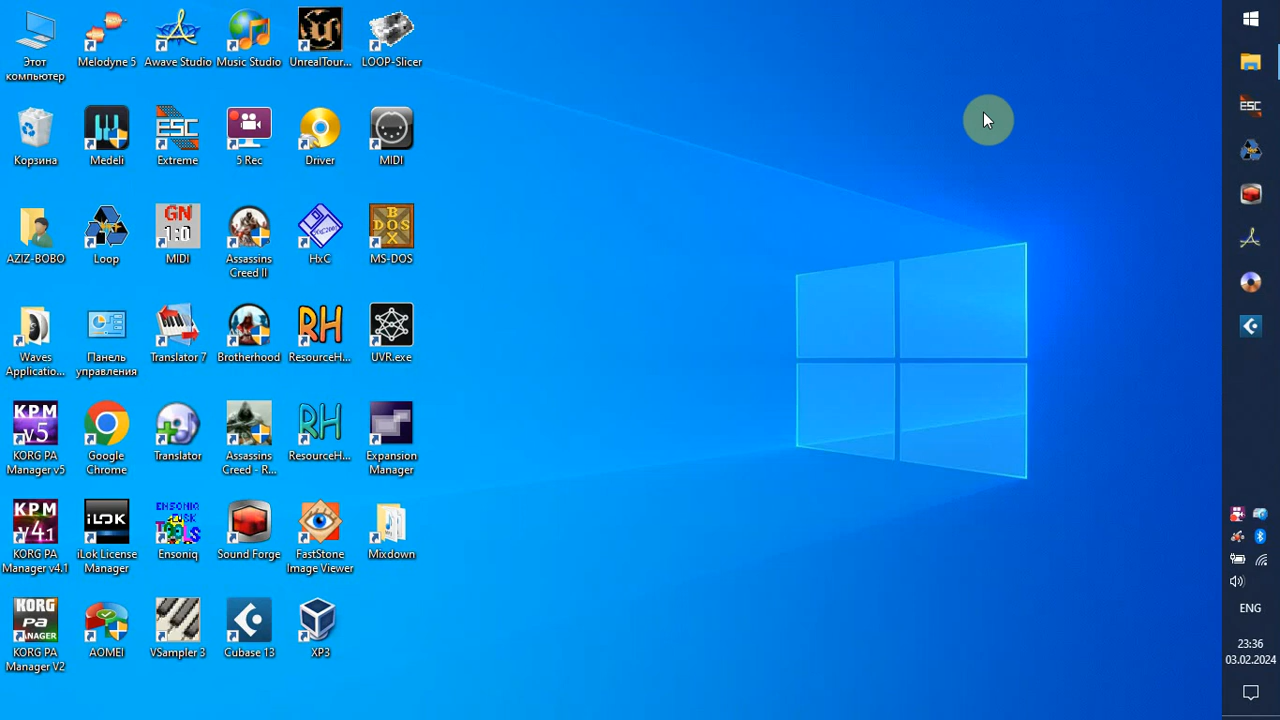 Этот
компьютер
Melodyne 5
Awave Studio
Music Studio
UnrealTour...
LOOP-Slicer
Корзина
Medeli
ESC
Extreme
5 Rec
Driver
MIDI
AZIZ-BOBO
Loop
GN
1:0
MIDI
Assassins
Creed II
HxC
B
DOS
X
MS-DOS
Waves
Applicatio...
Панель
управления
Translator 7
Brotherhood
RH
ResourceH...
UVR.exe
KPM
v5
KORG PA
Manager v5
Google
Chrome
Translator
Assassins
Creed - R...
RH
ResourceH...
Expansion
Manager
KPM
v4.1
KORG PA
Manager v4.1
iLOK
iLok License
Manager
ENSONIQ
DISK
TOOLS
Ensoniq
Sound Forge
FastStone
Image Viewer
Mixdown
KORG
Pa
MANAGER
KORG PA
Manager V2
AOMEI
VSampler 3
Cubase 13
XP3
ESC
ENG
23:36
03.02.2024